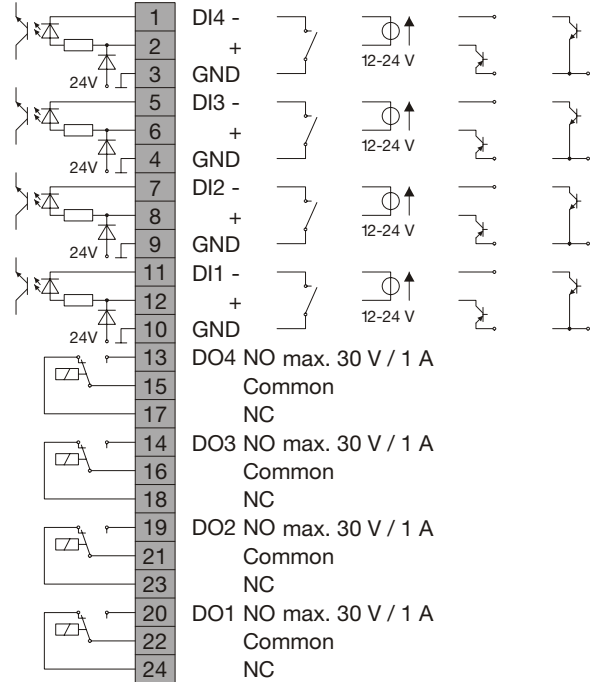 1 DI4 -
2 + 12-24 V
24V 3 GND
5 DI3 -
6 + 12-24 V
24V 4 GND
7 DI2 -
8 + 12-24 V
24V 9 GND
11 DI1 -
12 + 12-24 V
24V 10 GND
13 DO4 NO max. 30 V / 1 A
15 Common
17 NC
14 DO3 NO max. 30 V / 1 A
16 Common
18 NC
19 DO2 NO max. 30 V / 1 A
21 Common
23 NC
20 DO1 NO max. 30 V / 1 A
22 Common
24 NC